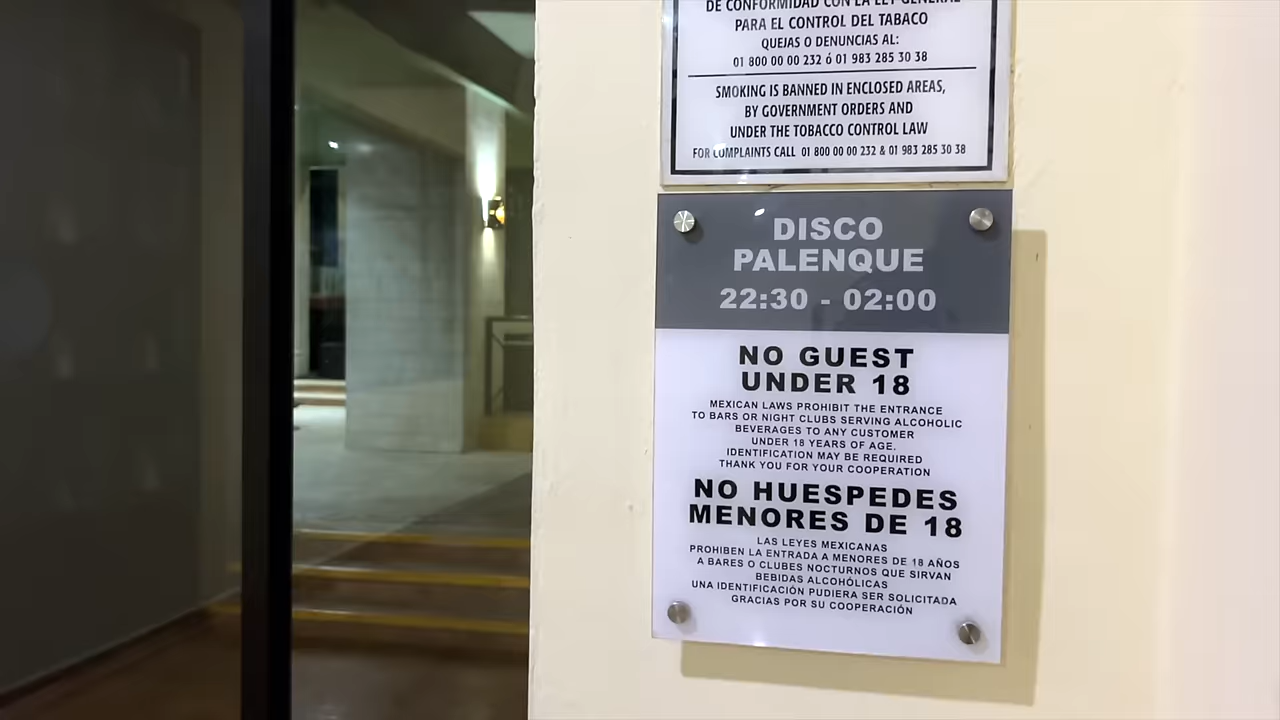 DE CONFORMIDAD CON LA LEY GENERAL
PARA EL CONTROL DEL TABACO
QUEJAS O DENUNCIAS AL:
01 800 00 00 232 ó 01 983 285 30 38
SMOKING IS BANNED IN ENCLOSED AREAS,
BY GOVERNMENT ORDERS AND
UNDER THE TOBACCO CONTROL LAW
FOR COMPLAINTS CALL 01 800 00 00 232 & 01 983 285 30 38
DISCO
PALENQUE
22:30 - 02:00
NO GUEST
UNDER 18
MEXICAN LAWS PROHIBIT THE ENTRANCE
TO BARS OR NIGHT CLUBS SERVING ALCOHOLIC
BEVERAGES TO ANY CUSTOMER
UNDER 18 YEARS OF AGE.
IDENTIFICATION MAY BE REQUIRED
THANK YOU FOR YOUR COOPERATION
NO HUESPEDES
MENORES DE 18
LAS LEYES MEXICANAS
PROHIBEN LA ENTRADA A MENORES DE 18 AÑOS
A BARES O CLUBES NOCTURNOS QUE SIRVAN
BEBIDAS ALCOHÓLICAS
UNA IDENTIFICACIÓN PUDIERA SER SOLICITADA
GRACIAS POR SU COOPERACIÓN